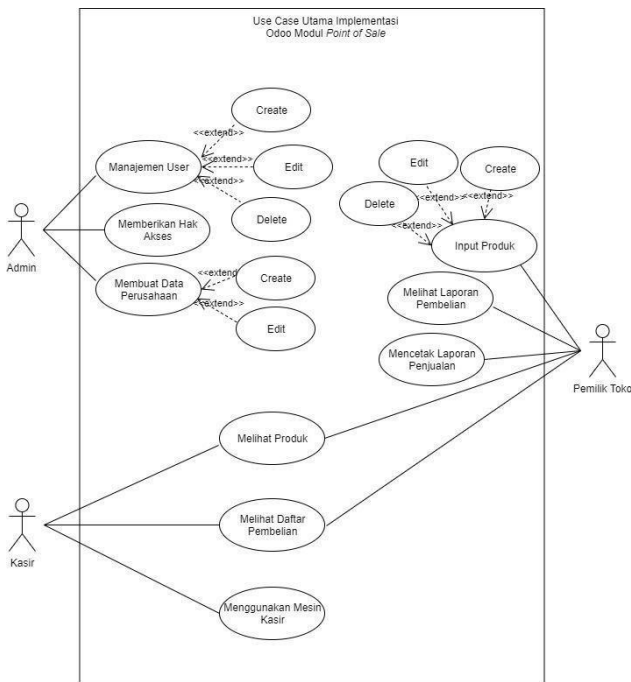 Use Case Utama Implementasi
Odoo Modul Point of Sale
Create
<<extend>>
Manajemen User
<<extend>>
Edit
<<extend>>
Delete
Memberikan Hak
Akses
Admin
Membuat Data
Perusahaan
<<extend>>
Create
<<extend>>
Edit
Edit
Create
Delete
<<extend>>
<<extend>>
<<extend>>
Input Produk
Melihat Laporan
Pembelian
Mencetak Laporan
Penjualan
Pemilik Toko
Melihat Produk
Melihat Daftar
Pembelian
Kasir
Menggunakan Mesin
Kasir